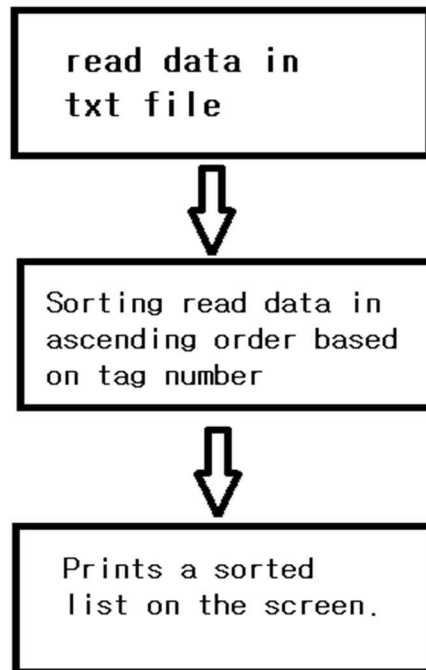 read data in
txt file
Sorting read data in
ascending order based
on tag number
Prints a sorted
list on the screen.